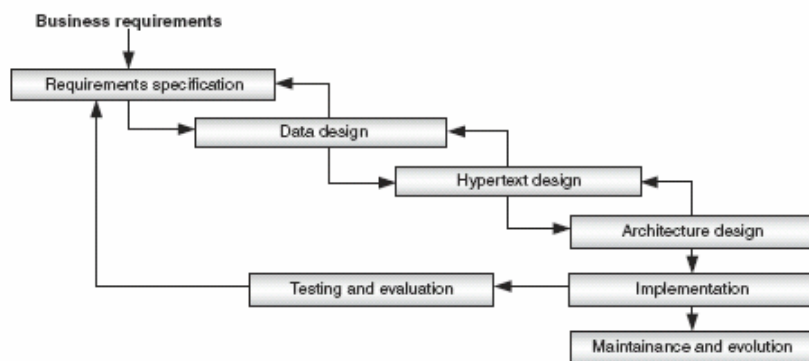 Business requirements
Requirements specification
Data design
Hypertext design
Architecture design
Testing and evaluation
Implementation
Maintainance and evolution